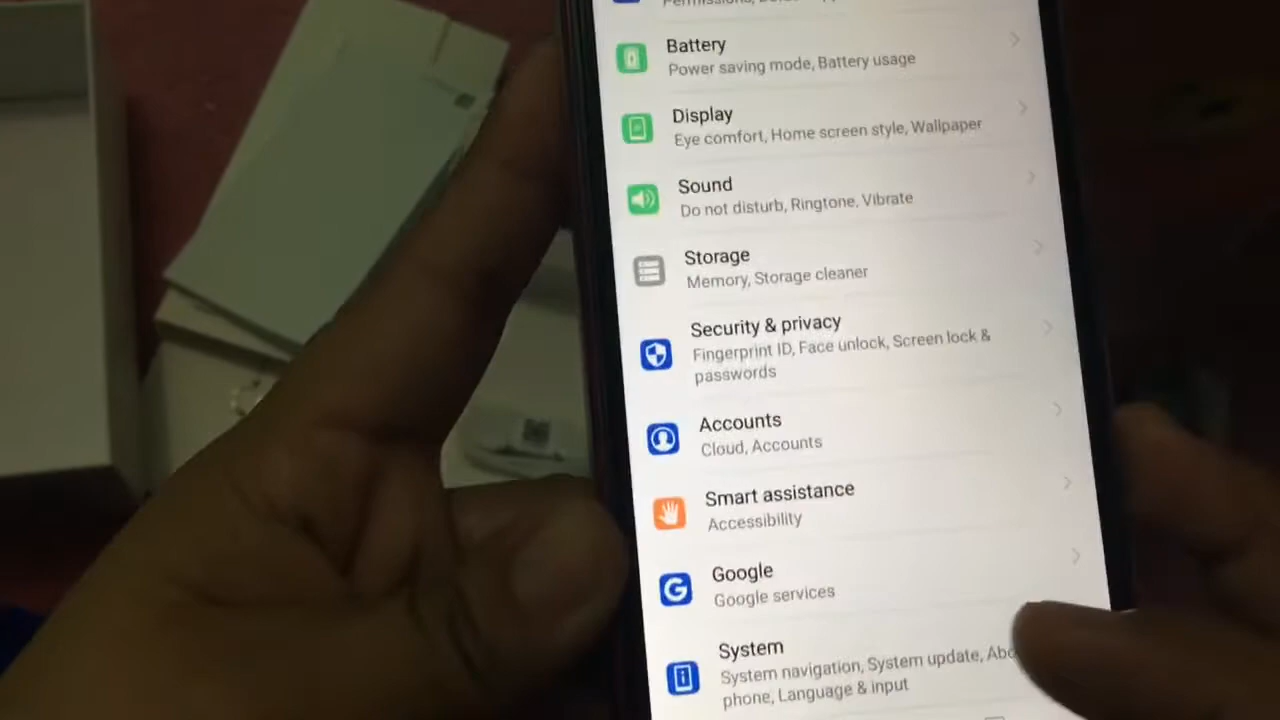 Permissions,
Battery
Power saving mode, Battery usage
Display
Eye comfort, Home screen style, Wallpaper
Sound
Do not disturb, Ringtone, Vibrate
Storage
Memory, Storage cleaner
Security & privacy
Fingerprint ID, Face unlock, Screen lock &
passwords
Accounts
Cloud, Accounts
Smart assistance
Accessibility
Google
Google services
System
System navigation, System update, Abo
phone, Language & input